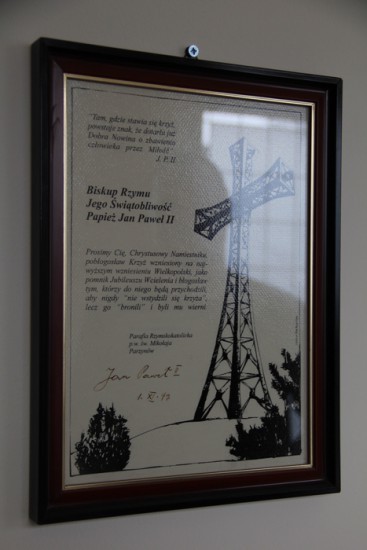 "Tam, gdzie stawia się krzyż,
powstaje znak, że dotarła już
Dobra Nowina o zbawieniu
człowieka przez Miłość".
J. P. II.
Biskup Rzymu
Jego Świątobliwość
Papież Jan Paweł II
Prosimy Cię, Chrystusowy Namiestniku,
pobłogosław Krzyż wzniesiony na naj-
wyższym wzniesieniu Wielkopolski, jako
pomnik Jubileuszu Wcielenia i błogosław
tym, którzy do niego będą przychodzili,
aby nigdy "nie wstydzili się krzyża",
lecz go "bronili" i byli mu wierni
Parafia Rzymskokatolicka
p.w. św. Mikołaja
Parzynów
Jan Paweł II